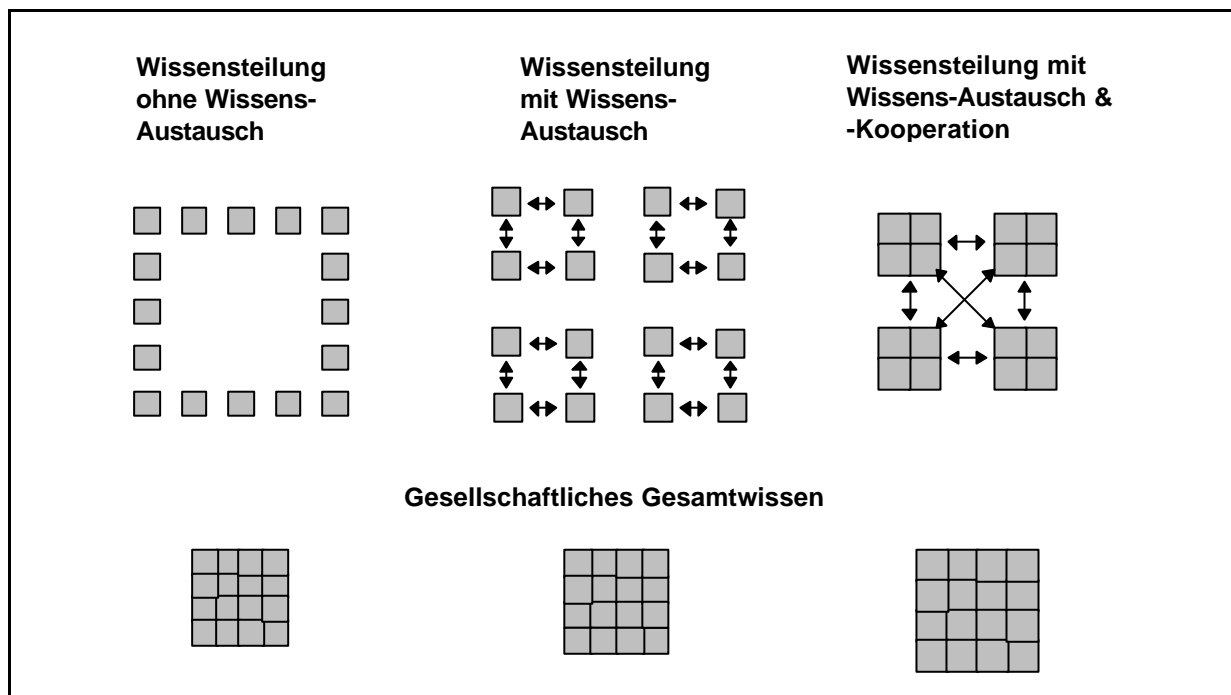 Wissensteilung
ohne Wissens-
Austausch
Wissensteilung
mit Wissens-
Austausch
Wissensteilung mit
Wissens-Austausch &
-Kooperation
Gesellschaftliches Gesamtwissen